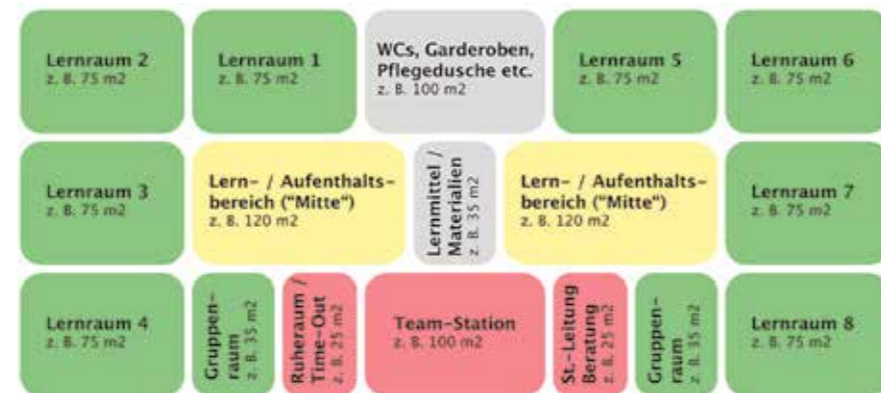 Lernraum 2
z. B. 75 m2
Lernraum 1
z. B. 75 m2
WCs, Garderoben,
Pflegedusche etc.
z. B. 100 m2
Lernraum 5
z. B. 75 m2
Lernraum 6
z. B. 75 m2
Lernraum 3
z. B. 75 m2
Lern- / Aufenthalts-
bereich ("Mitte")
z. B. 120 m2
Lernmittel /
Materialien
z. B. 35 m2
Lern- / Aufenthalts-
bereich ("Mitte")
z. B. 120 m2
Lernraum 7
z. B. 75 m2
Lernraum 4
z. B. 75 m2
Gruppen-
raum
z. B. 35 m2
Ruheraum /
Time-Out
z. B. 25 m2
Team-Station
z. B. 100 m2
St.-Leitung
Beratung
z. B. 25 m2
Gruppen-
raum
z. B. 35 m2
Lernraum 8
z. B. 75 m2